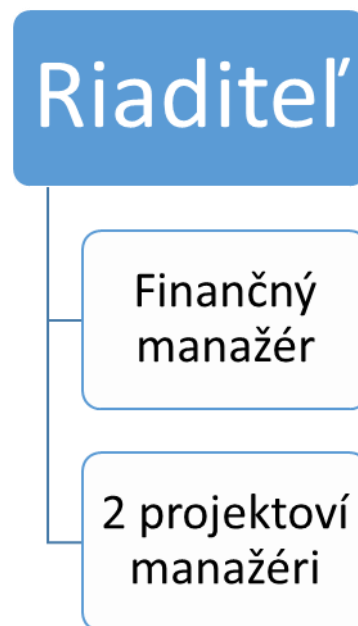 Riaditeľ
Finančný
manažér
2 projektoví
manažéri